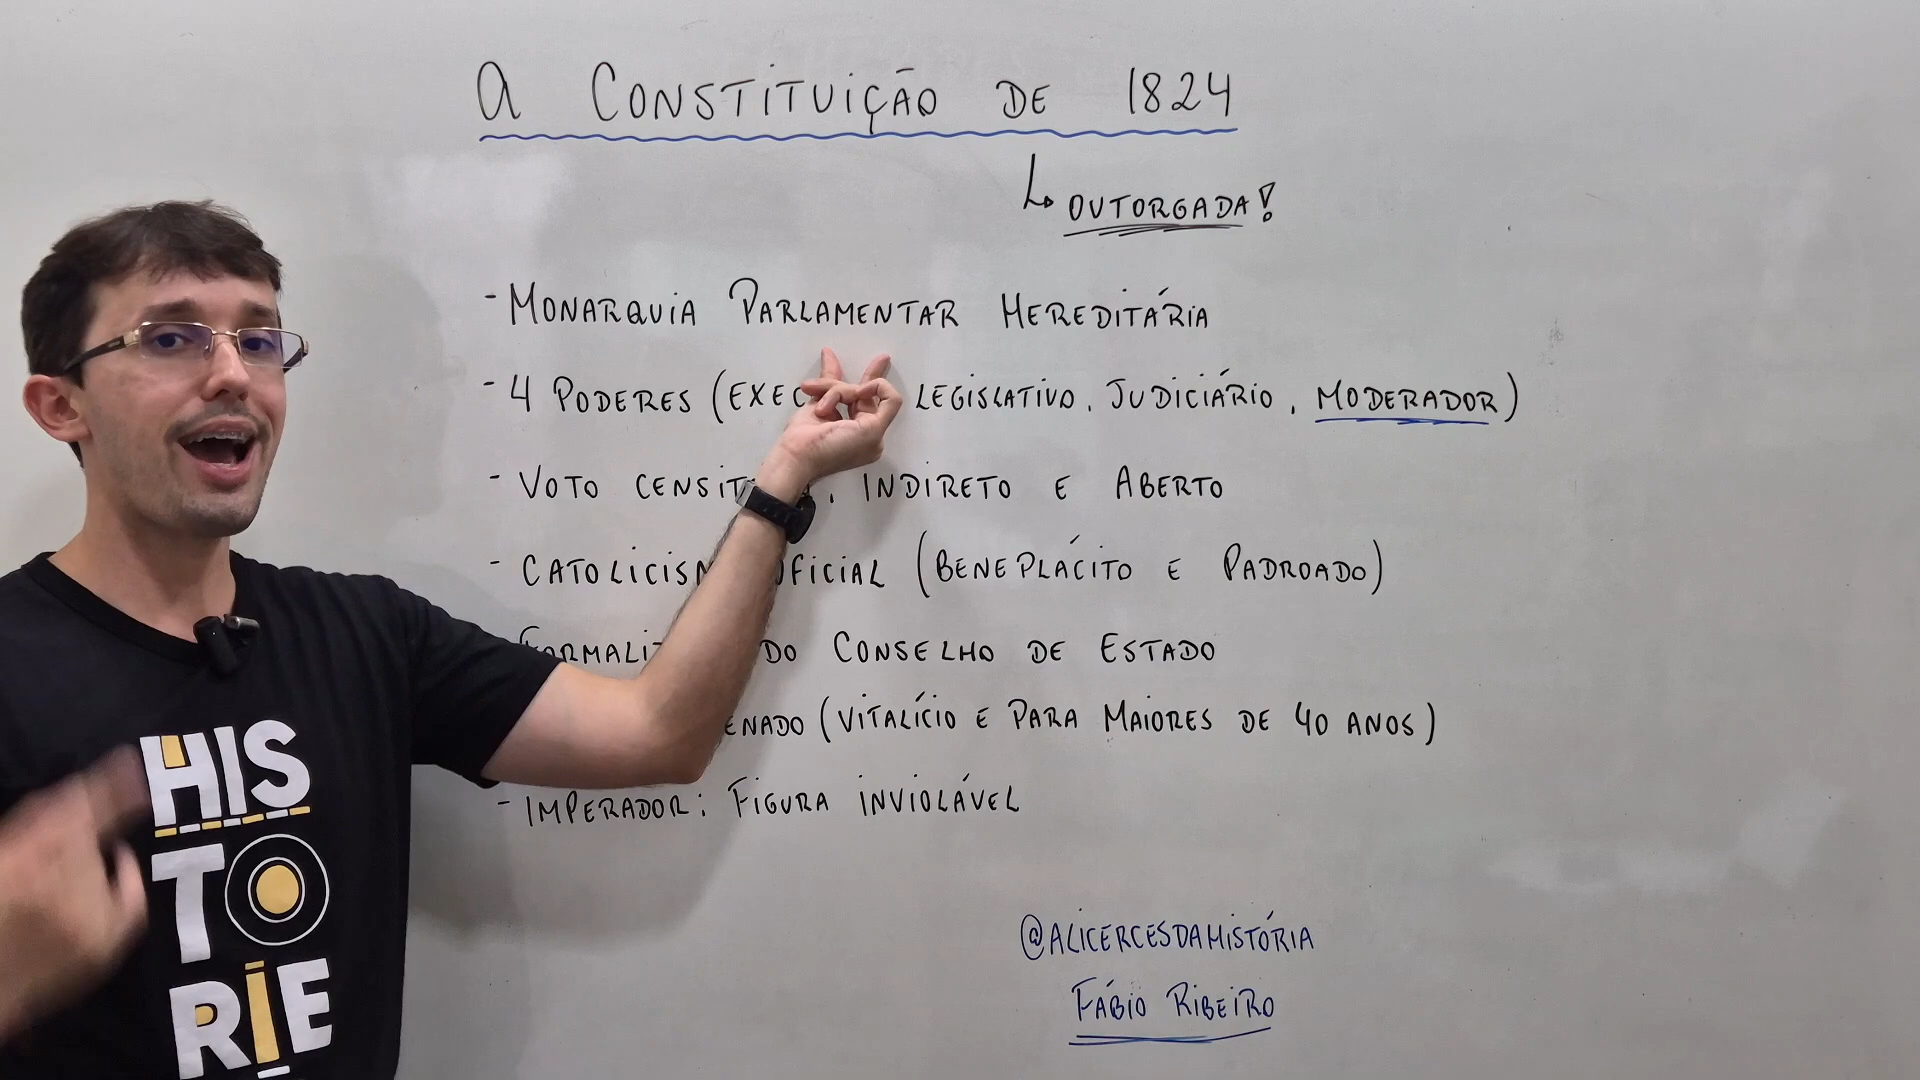 A CONSTITUIÇÃO DE 1824
OUTORGADA!
- MONARQUIA PARLAMENTAR HEREDITÁRIA
- 4 PODERES (EXEC LEGISLATIVO, JUDICIÁRIO, MODERADOR)
- VOTO CENSIT , INDIRETO E ABERTO
- CATOLICISM OFICIAL (BENEPLÁCITO E PADROADO)
FORMALIZ DO CONSELHO DE ESTADO
ENADO (VITALÍCIO E PARA MAIORES DE 40 ANOS)
- IMPERADOR: FIGURA INVIOLÁVEL
@ALICERCESDAHISTÓRIA
FÁBIO RIBEIRO
HIS
TO
RIE